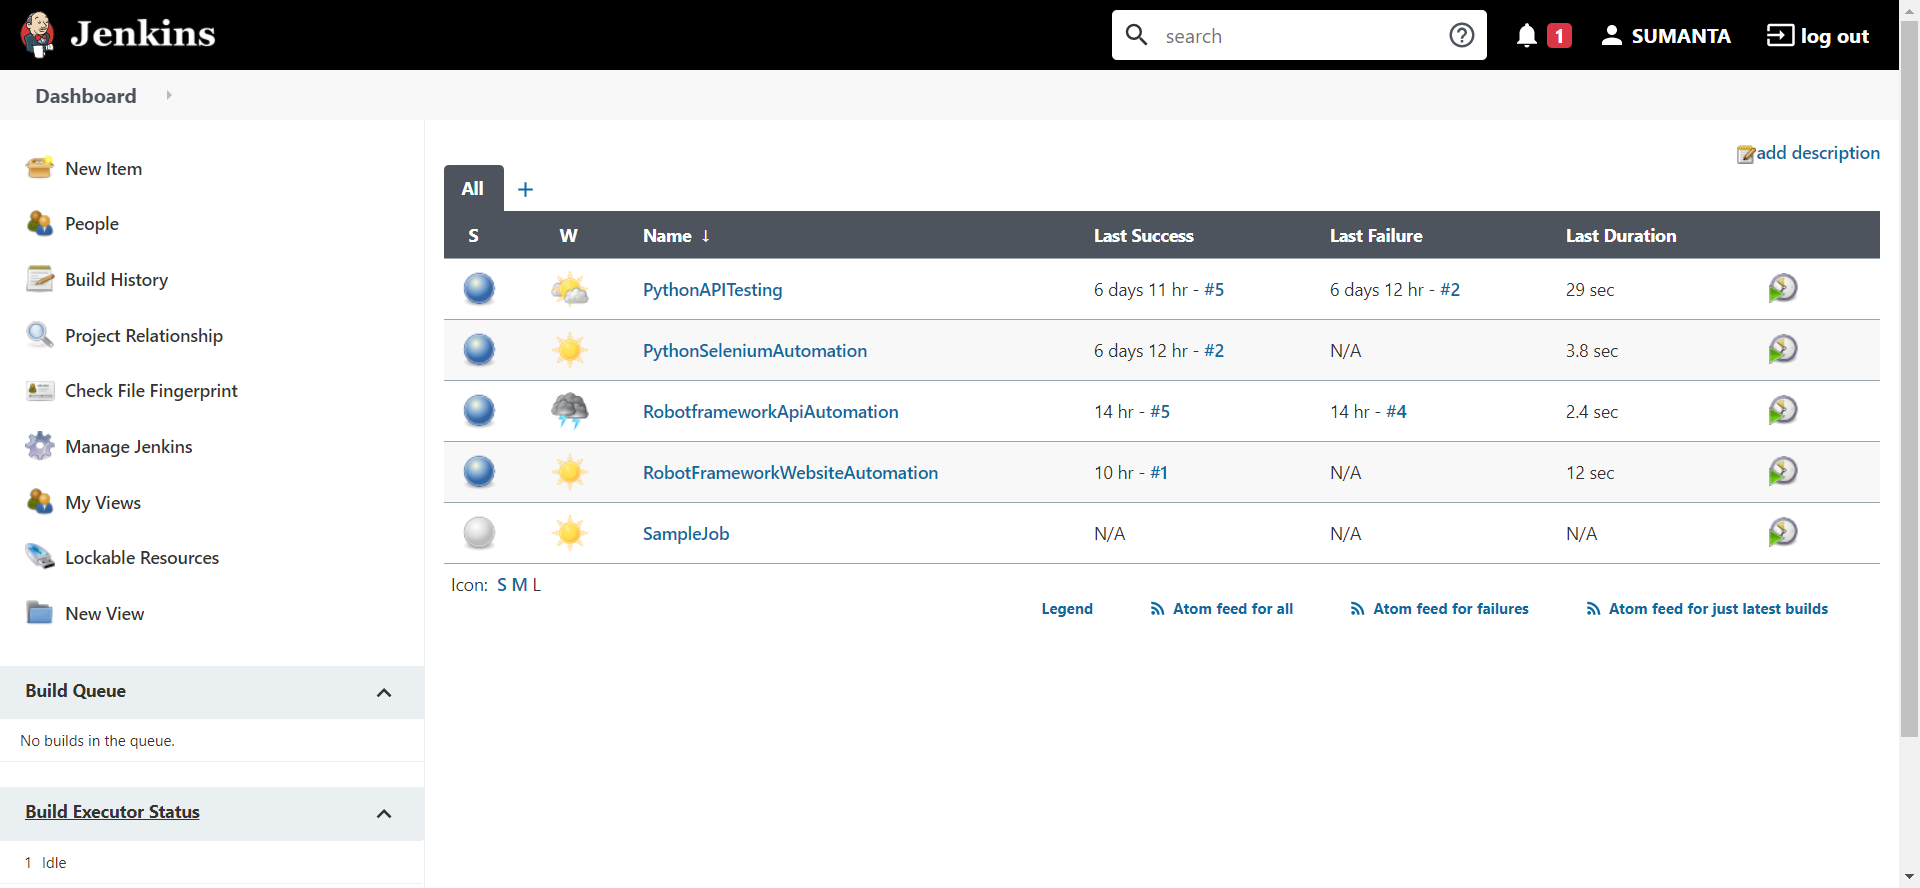 Jenkins
search
1
SUMANTA
log out
Dashboard
New Item
People
Build History
Project Relationship
Check File Fingerprint
Manage Jenkins
My Views
Lockable Resources
New View
Build Queue
No builds in the queue.
Build Executor Status
1 Idle
add description
All +
S W Name ↓ Last Success Last Failure Last Duration
PythonAPITesting 6 days 11 hr - #5 6 days 12 hr - #2 29 sec
PythonSeleniumAutomation 6 days 12 hr - #2 N/A 3.8 sec
RobotframeworkApiAutomation 14 hr - #5 14 hr - #4 2.4 sec
RobotFrameworkWebsiteAutomation 10 hr - #1 N/A 12 sec
SampleJob N/A N/A N/A
Icon: S M L
Legend Atom feed for all Atom feed for failures Atom feed for just latest builds